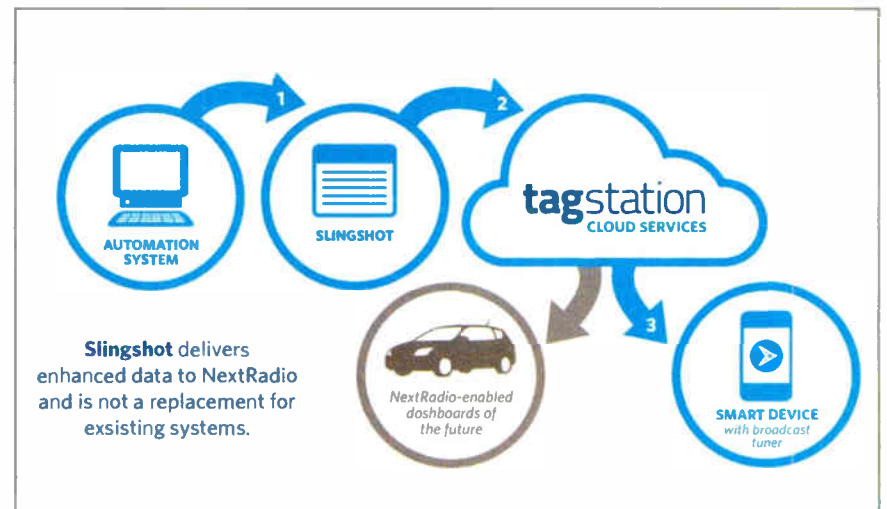 1
2
AUTOMATION
SYSTEM
SLINGSHOT
tagstation
CLOUD SERVICES
3
Slingshot delivers
enhanced data to NextRadio
and is not a replacement for
exsisting systems.
NextRadio-enabled
doshboards of
the future
SMART DEVICE
with broadcast
tuner